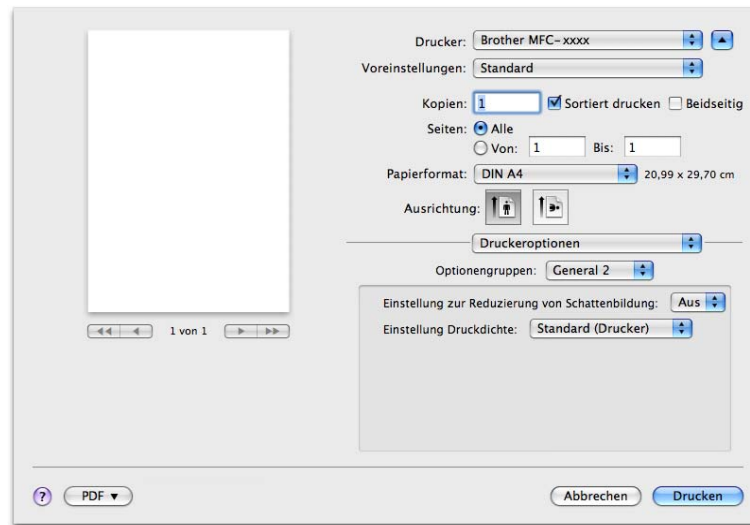 Drucker: Brother MFC-xxxx
Voreinstellungen: Standard
Kopien: 1 Sortiert drucken Beidseitig
Seiten: Alle
Von: 1 Bis: 1
Papierformat: DIN A4 20,99 x 29,70 cm
Ausrichtung:
Druckeroptionen
Optionengruppen: General 2
Einstellung zur Reduzierung von Schattenbildung: Aus
Einstellung Druckdichte: Standard (Drucker)
1 von 1
? PDF ▼ Abbrechen Drucken